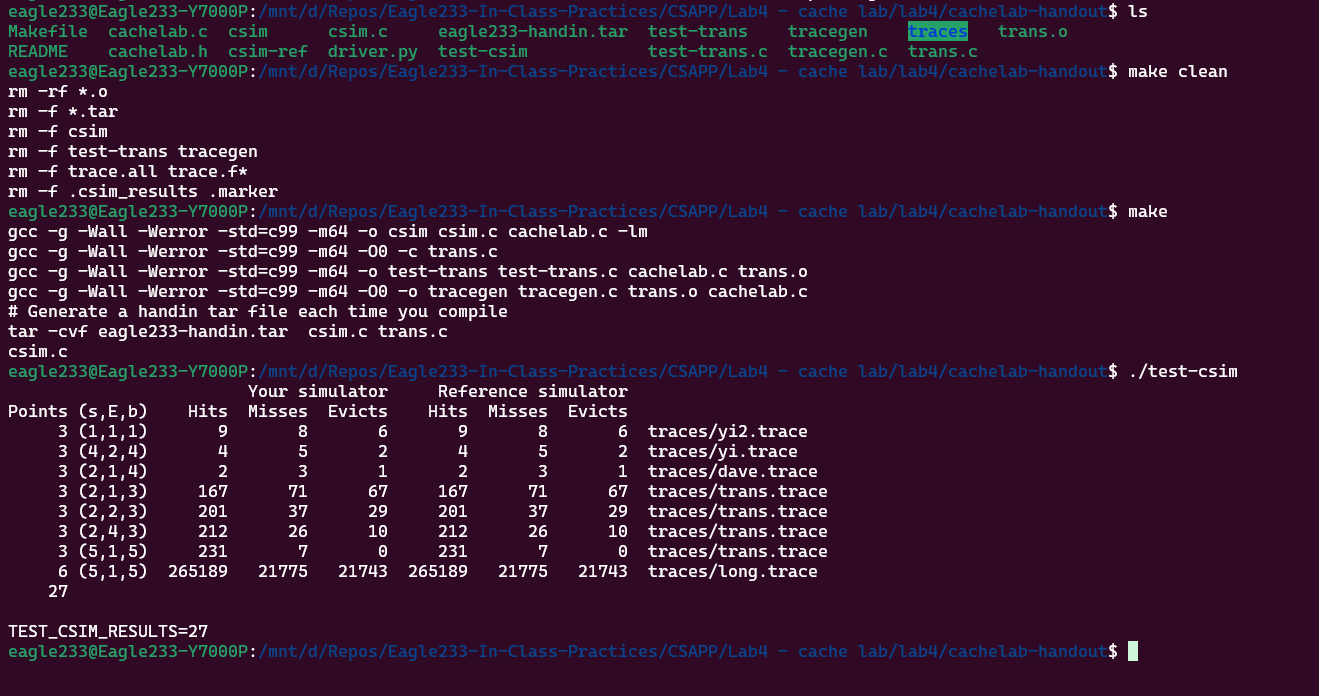 eagle233@Eagle233-Y7000P:/mnt/d/Repos/Eagle233-In-Class-Practices/CSAPP/Lab4 - cache lab/lab4/cachelab-handout$ ls
Makefile  cachelab.c  csim      csim.c     eagle233-handin.tar  test-trans    tracegen    traces   trans.o
README    cachelab.h  csim-ref  driver.py  test-csim            test-trans.c  tracegen.c  trans.c
eagle233@Eagle233-Y7000P:/mnt/d/Repos/Eagle233-In-Class-Practices/CSAPP/Lab4 - cache lab/lab4/cachelab-handout$ make clean
rm -rf *.o
rm -f *.tar
rm -f csim
rm -f test-trans tracegen
rm -f trace.all trace.f*
rm -f .csim_results .marker
eagle233@Eagle233-Y7000P:/mnt/d/Repos/Eagle233-In-Class-Practices/CSAPP/Lab4 - cache lab/lab4/cachelab-handout$ make
gcc -g -Wall -Werror -std=c99 -m64 -o csim csim.c cachelab.c -lm
gcc -g -Wall -Werror -std=c99 -m64 -O0 -c trans.c
gcc -g -Wall -Werror -std=c99 -m64 -o test-trans test-trans.c cachelab.c trans.o
gcc -g -Wall -Werror -std=c99 -m64 -O0 -o tracegen tracegen.c trans.o cachelab.c
# Generate a handin tar file each time you compile
tar -cvf eagle233-handin.tar  csim.c trans.c
csim.c
eagle233@Eagle233-Y7000P:/mnt/d/Repos/Eagle233-In-Class-Practices/CSAPP/Lab4 - cache lab/lab4/cachelab-handout$ ./test-csim
                        Your simulator     Reference simulator
Points (s,E,b)    Hits  Misses  Evicts    Hits  Misses  Evicts
     3 (1,1,1)       9       8       6       9       8       6  traces/yi2.trace
     3 (4,2,4)       4       5       2       4       5       2  traces/yi.trace
     3 (2,1,4)       2       3       1       2       3       1  traces/dave.trace
     3 (2,1,3)     167      71      67     167      71      67  traces/trans.trace
     3 (2,2,3)     201      37      29     201      37      29  traces/trans.trace
     3 (2,4,3)     212      26      10     212      26      10  traces/trans.trace
     3 (5,1,5)     231       7       0     231       7       0  traces/trans.trace
     6 (5,1,5)  265189   21775   21743  265189   21775   21743  traces/long.trace
    27
TEST_CSIM_RESULTS=27
eagle233@Eagle233-Y7000P:/mnt/d/Repos/Eagle233-In-Class-Practices/CSAPP/Lab4 - cache lab/lab4/cachelab-handout$